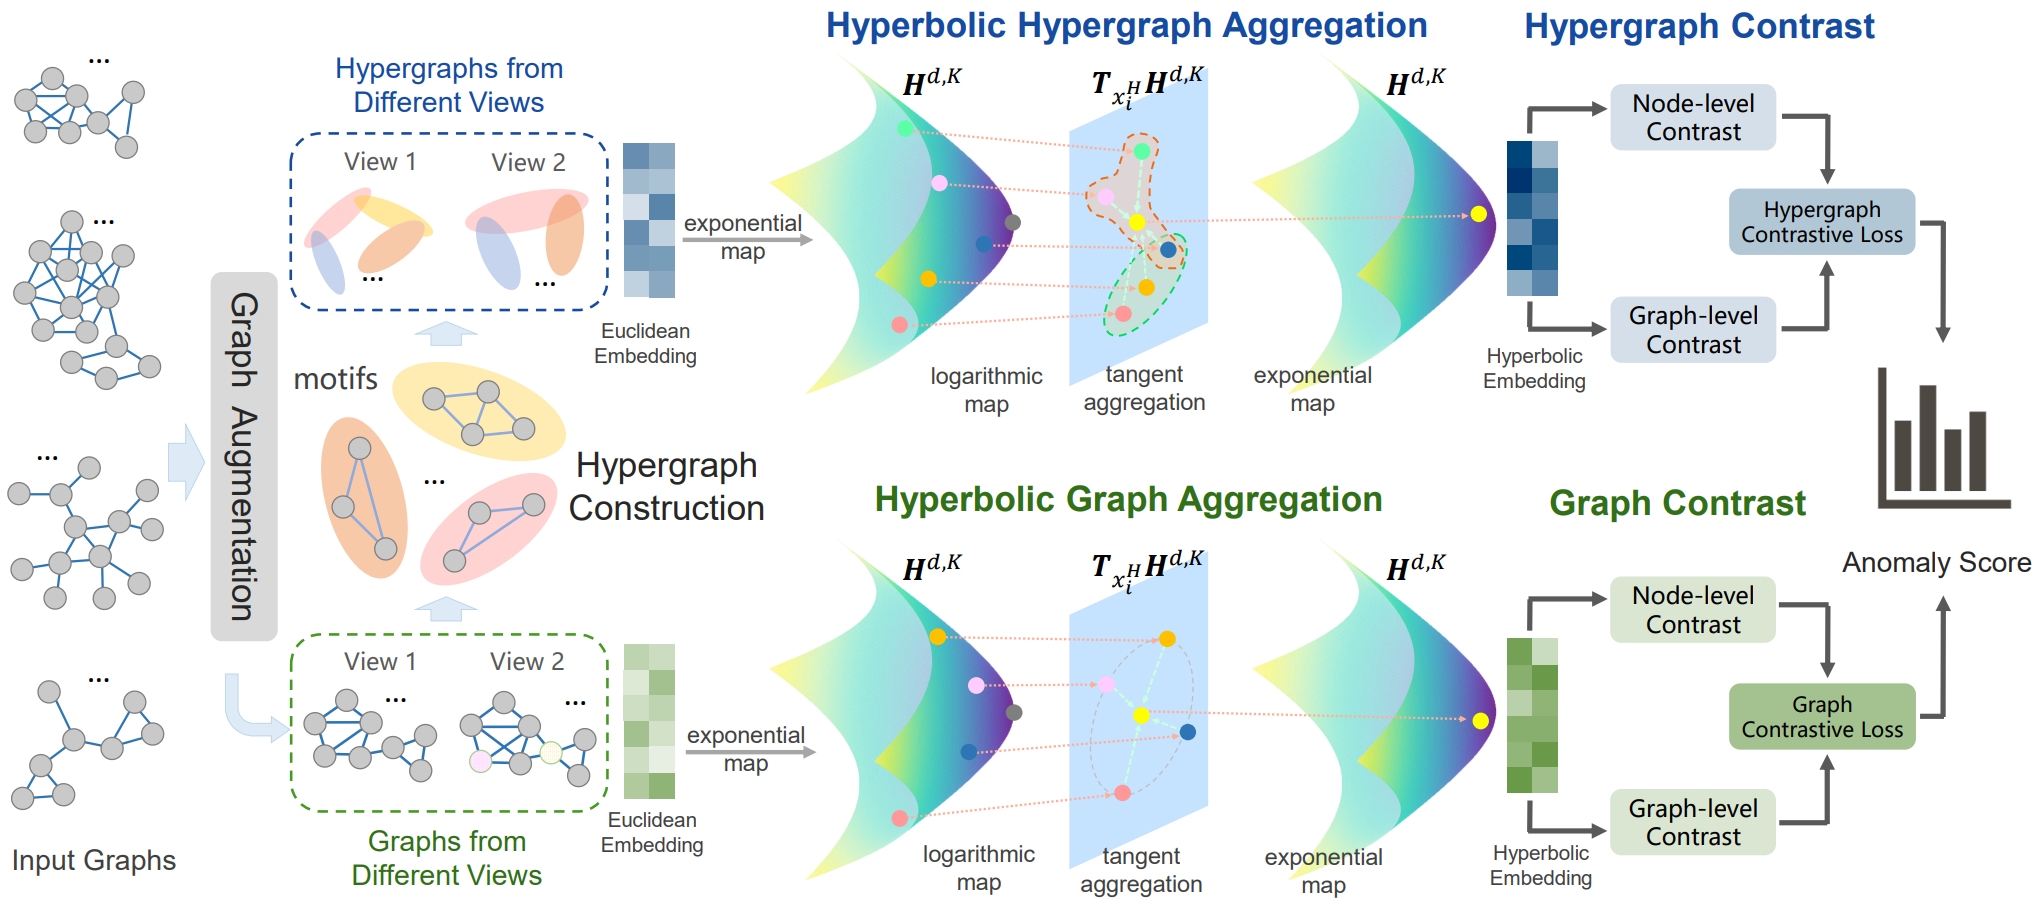 Input Graphs
...
...
...
...
Graph Augmentation
Hypergraphs from
Different Views
View 1
View 2
...
...
motifs
...
Hypergraph
Construction
View 1
View 2
...
...
Graphs from
Different Views
Euclidean
Embedding
exponential
map
Hyperbolic Hypergraph Aggregation
H^{d,K}
T_{x_i^H} H^{d,K}
H^{d,K}
logarithmic
map
tangent
aggregation
exponential
map
Hyperbolic
Embedding
Hypergraph Contrast
Node-level
Contrast
Hypergraph
Contrastive Loss
Graph-level
Contrast
Euclidean
Embedding
exponential
map
Hyperbolic Graph Aggregation
H^{d,K}
T_{x_i^H} H^{d,K}
H^{d,K}
logarithmic
map
tangent
aggregation
exponential
map
Hyperbolic
Embedding
Graph Contrast
Node-level
Contrast
Graph
Contrastive Loss
Graph-level
Contrast
Anomaly Score